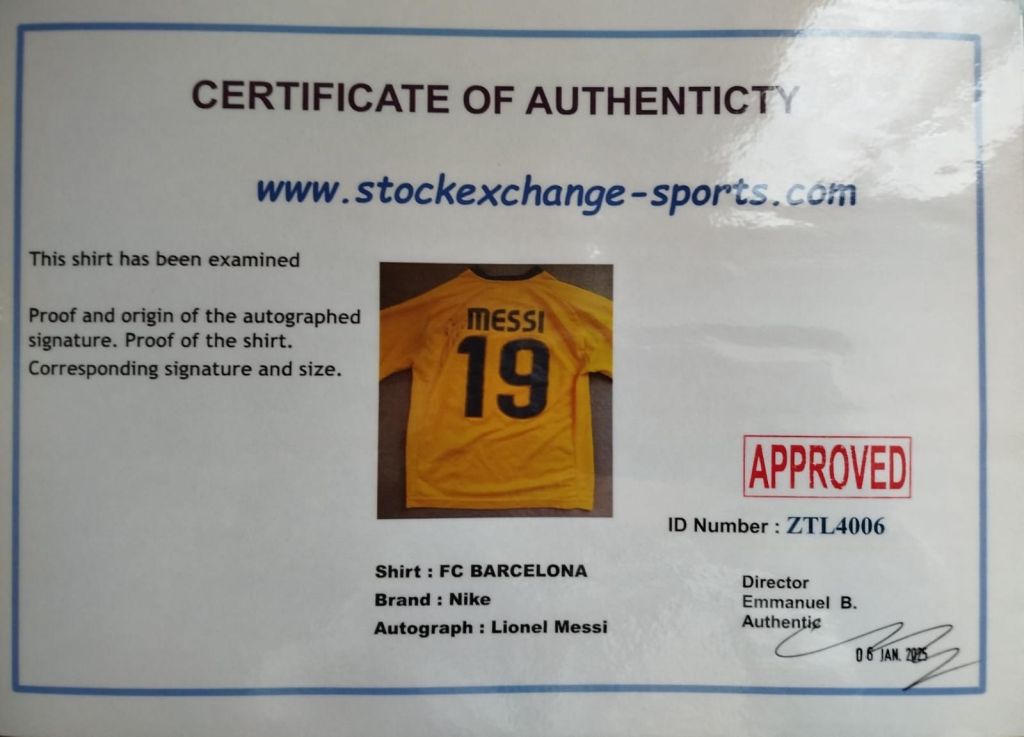 CERTIFICATE OF AUTHENTICTY
www.stockexchange-sports.com
This shirt has been examined
Proof and origin of the autographed
signature. Proof of the shirt.
Corresponding signature and size.
MESSI
19
APPROVED
ID Number : ZTL4006
Shirt : FC BARCELONA
Brand : Nike
Autograph : Lionel Messi
Director
Emmanuel B.
Authentic
06 JAN. 2025